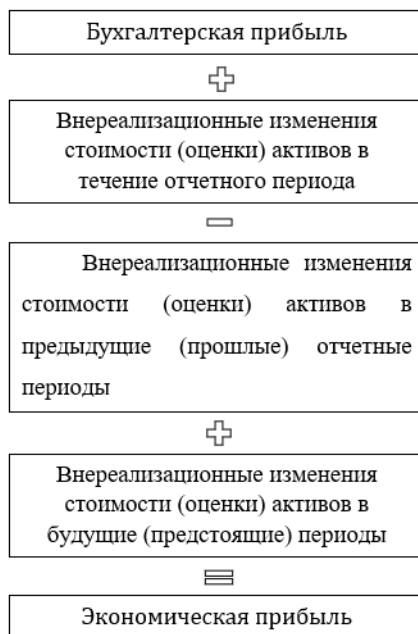 Бухгалтерская прибыль
+
Внереализационные изменения
стоимости (оценки) активов в
течение отчетного периода
−
Внереализационные изменения
стоимости (оценки) активов в
предыдущие (прошлые) отчетные
периоды
+
Внереализационные изменения
стоимости (оценки) активов в
будущие (предстоящие) периоды
=
Экономическая прибыль